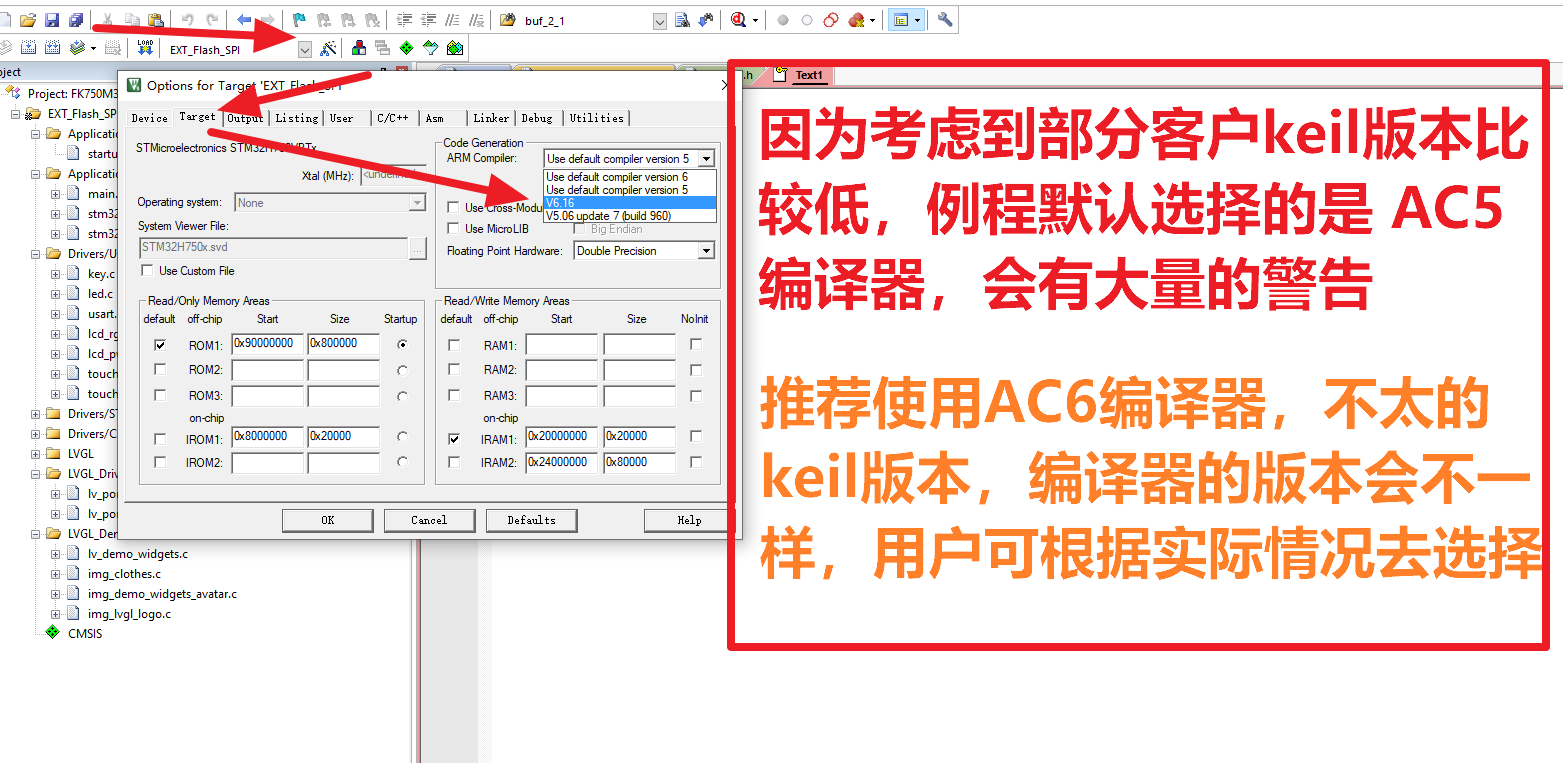 buf_2_1
LOAD
EXT_Flash_SPI
ject
Project: FK750M3
EXT_Flash_SP
Applicatio
startu
Applicatio
main.
stm32
stm32
Drivers/U
key.c
led.c
usart.
lcd_rg
lcd_p
touch
touch
Drivers/ST
Drivers/C
LVGL
LVGL_Driv
lv_po
lv_po
LVGL_De
lv_demo_widgets.c
img_clothes.c
img_demo_widgets_avatar.c
img_lvgl_logo.c
CMSIS
Options for Target 'EXT_Flash_SPI'
Device Target Output Listing User C/C++ Asm Linker Debug Utilities
STMicroelectronics STM32H750VBTx
Xtal (MHz): <undefined>
Operating system: None
System Viewer File:
STM32H750x.svd
...
Use Custom File
Code Generation
ARM Compiler: Use default compiler version 5
Use default compiler version 6
Use default compiler version 5
V6.16
V5.06 update 7 (build 960)
Use Cross-Modu
Use MicroLIB Big Endian
Floating Point Hardware: Double Precision
Read/Only Memory Areas
default off-chip Start Size Startup
ROM1: 0x90000000 0x800000
ROM2:
ROM3:
on-chip
IROM1: 0x8000000 0x20000
IROM2:
Read/Write Memory Areas
default off-chip Start Size NoInit
RAM1:
RAM2:
RAM3:
on-chip
IRAM1: 0x20000000 0x20000
IRAM2: 0x24000000 0x80000
OK Cancel Defaults Help
.h Text1
因为考虑到部分客户keil版本比
较低，例程默认选择的是 AC5
编译器，会有大量的警告
推荐使用AC6编译器，不太的
keil版本，编译器的版本会不一
样，用户可根据实际情况去选择